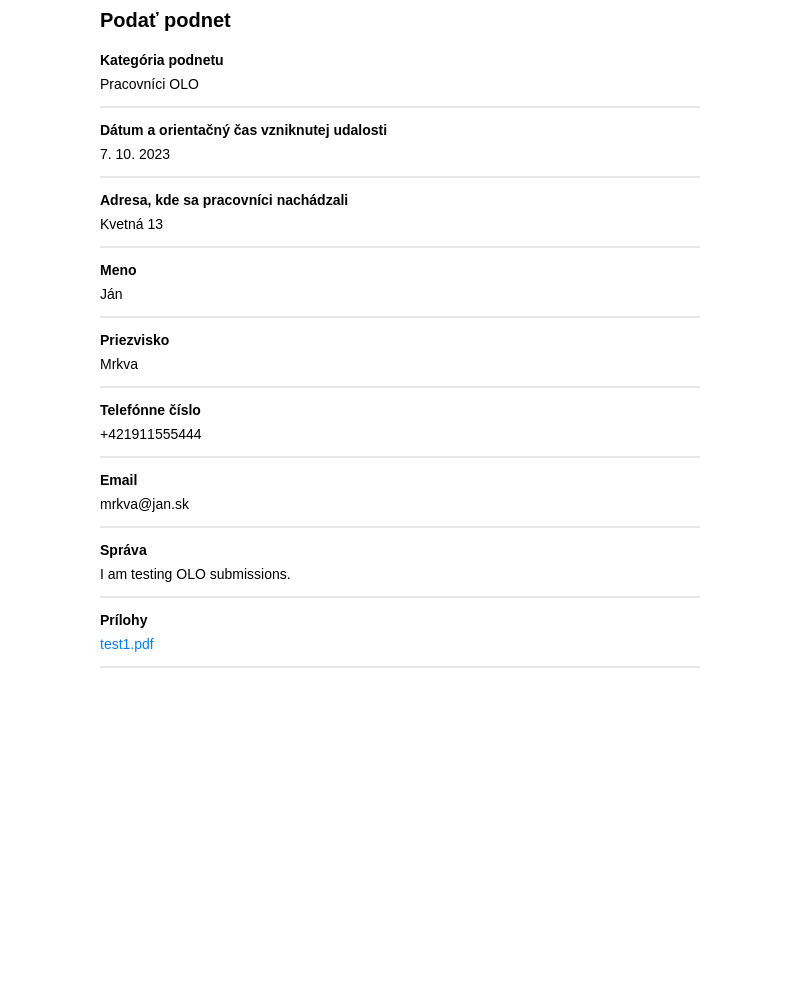 Podať podnet
Kategória podnetu
Pracovníci OLO
Dátum a orientačný čas vzniknutej udalosti
7. 10. 2023
Adresa, kde sa pracovníci nachádzali
Kvetná 13
Meno
Ján
Priezvisko
Mrkva
Telefónne číslo
+421911555444
Email
mrkva@jan.sk
Správa
I am testing OLO submissions.
Prílohy
test1.pdf